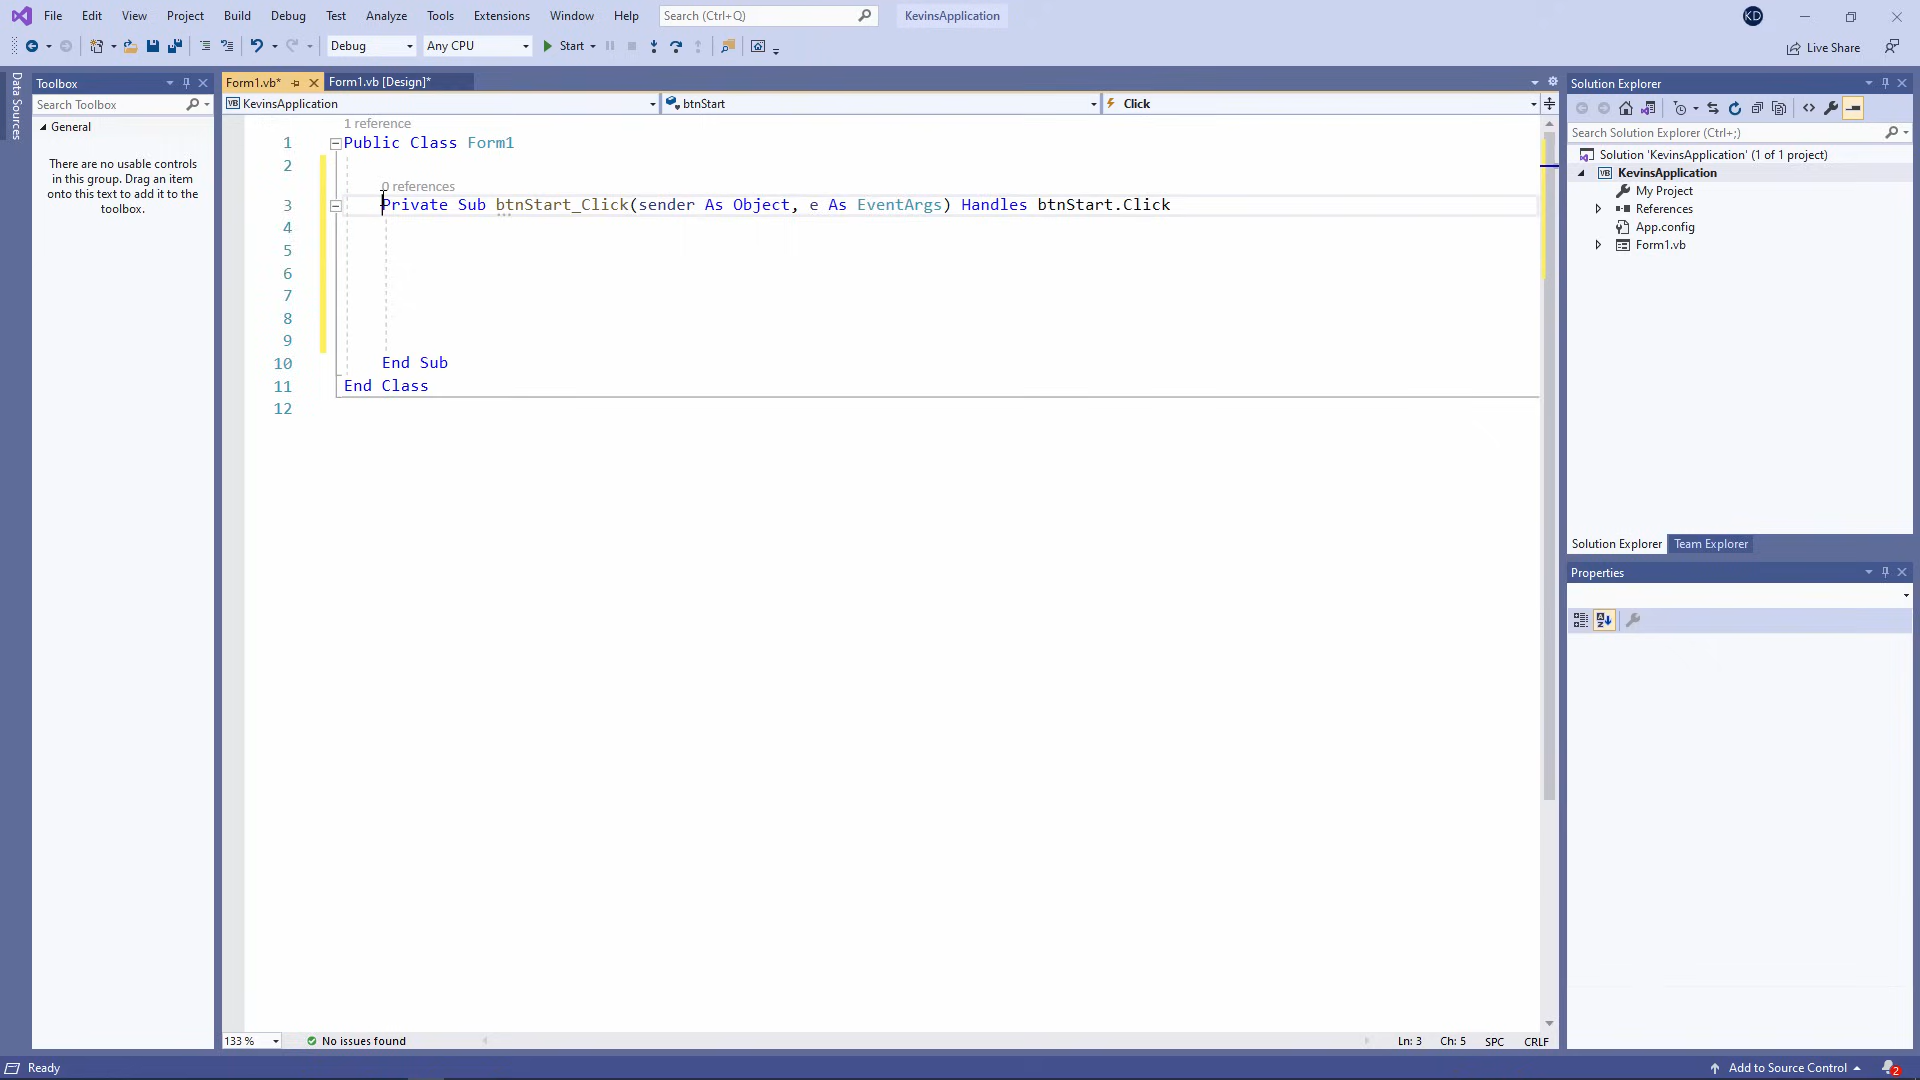 File Edit View Project Build Debug Test Analyze Tools Extensions Window Help Search (Ctrl+Q) KevinsApplication KD
Debug Any CPU Start Live Share
Data Sources
Toolbox
Search Toolbox
General
There are no usable controls
in this group. Drag an item
onto this text to add it to the
toolbox.
Form1.vb* Form1.vb [Design]*
VB KevinsApplication btnStart Click
1 reference
1 Public Class Form1
2
0 references
3 Private Sub btnStart_Click(sender As Object, e As EventArgs) Handles btnStart.Click
4
5
6
7
8
9
10 End Sub
11 End Class
12
133 % No issues found Ln: 3 Ch: 5 SPC CRLF
Solution Explorer
Search Solution Explorer (Ctrl+;)
Solution 'KevinsApplication' (1 of 1 project)
VB KevinsApplication
My Project
References
App.config
Form1.vb
Solution Explorer Team Explorer
Properties
Ready Add to Source Control 2